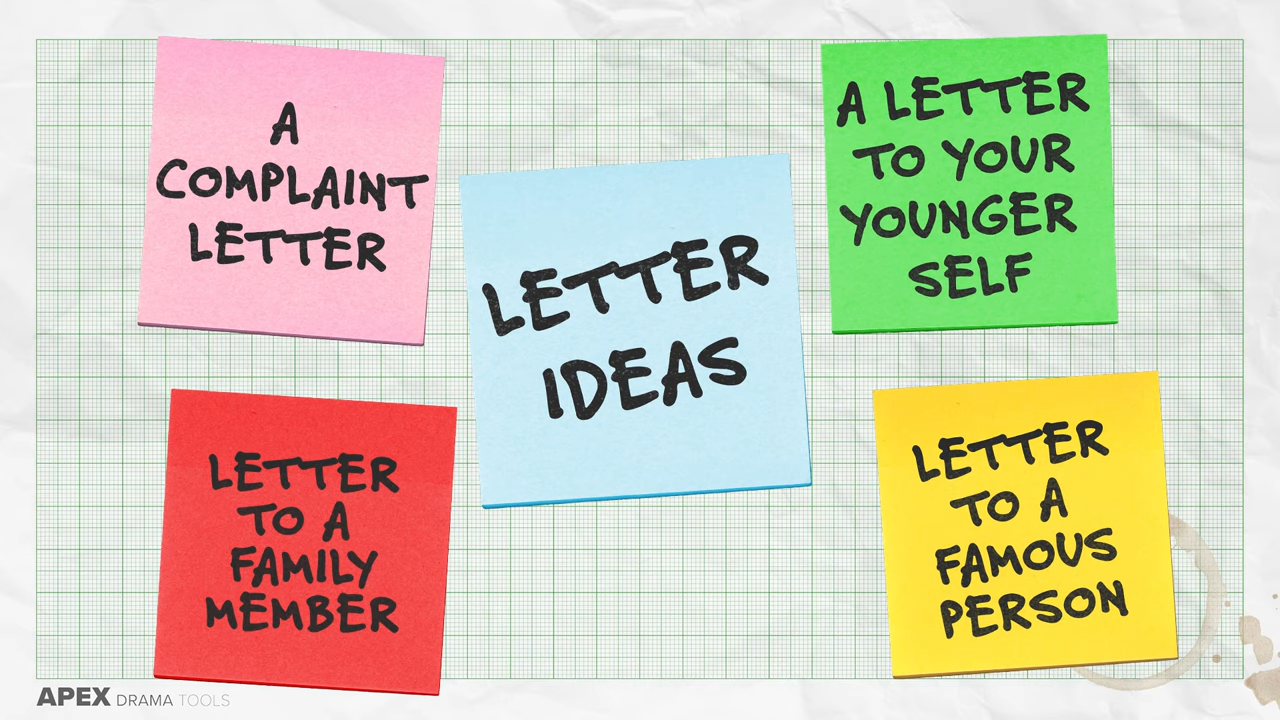 A
COMPLAINT
LETTER
A LETTER
TO YOUR
YOUNGER
SELF
LETTER
IDEAS
LETTER
TO A
FAMILY
MEMBER
LETTER
TO A
FAMOUS
PERSON
APEX DRAMA TOOLS